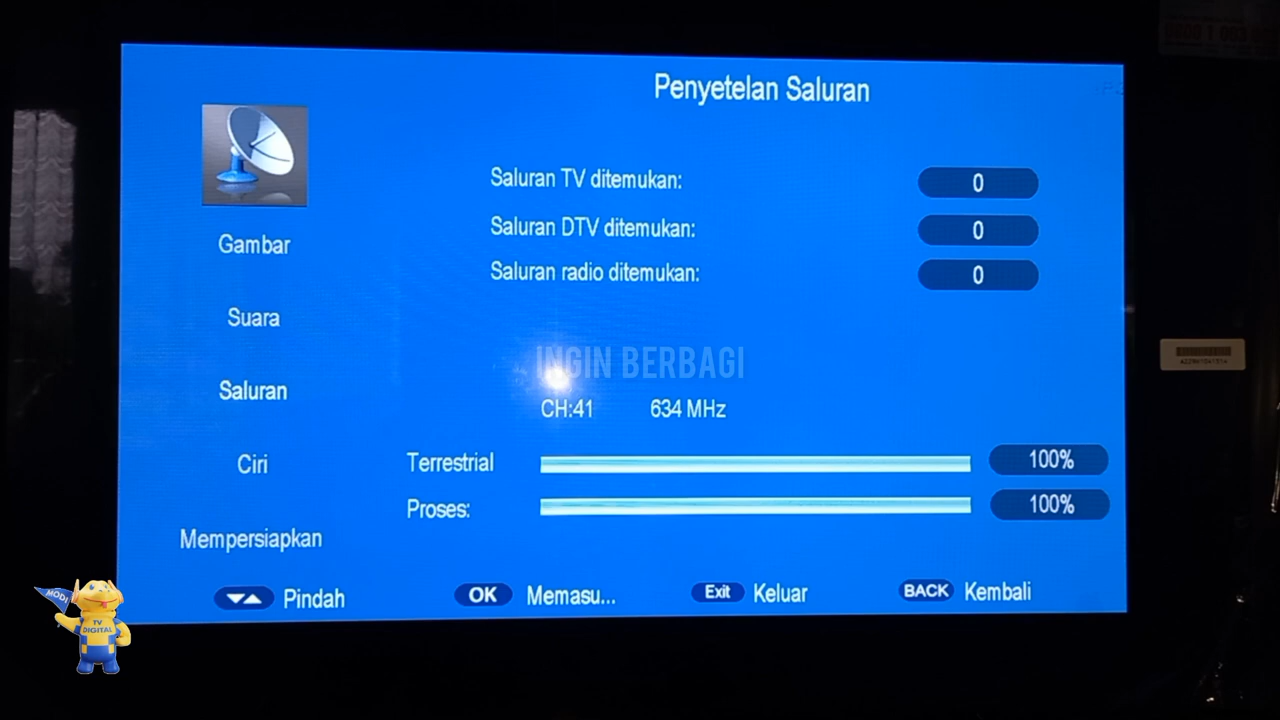 Penyetelan Saluran
Saluran TV ditemukan: 0
Saluran DTV ditemukan: 0
Saluran radio ditemukan: 0
Gambar
Suara
Saluran
Ciri
Mempersiapkan
INGIN BERBAGI
CH:41 634 MHz
Terrestrial 100%
Proses: 100%
Pindah OK Memasu... Exit Keluar BACK Kembali
MODI
TV
DIGITAL